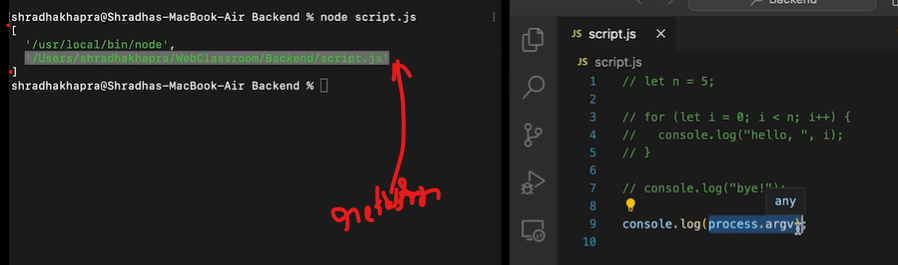 shradhakhapra@Shradhas-MacBook-Air Backend % node script.js
[
'/usr/local/bin/node',
'/Users/shradhakhapra/WebClassroom/Backend/script.js'
]
shradhakhapra@Shradhas-MacBook-Air Backend %
Backend
JS script.js
JS script.js
1 // let n = 5;
2
3 // for (let i = 0; i < n; i++) {
4 //   console.log("hello, ", i);
5 // }
6
7 // console.log("bye!");
any
8
9 console.log(process.argv);
10